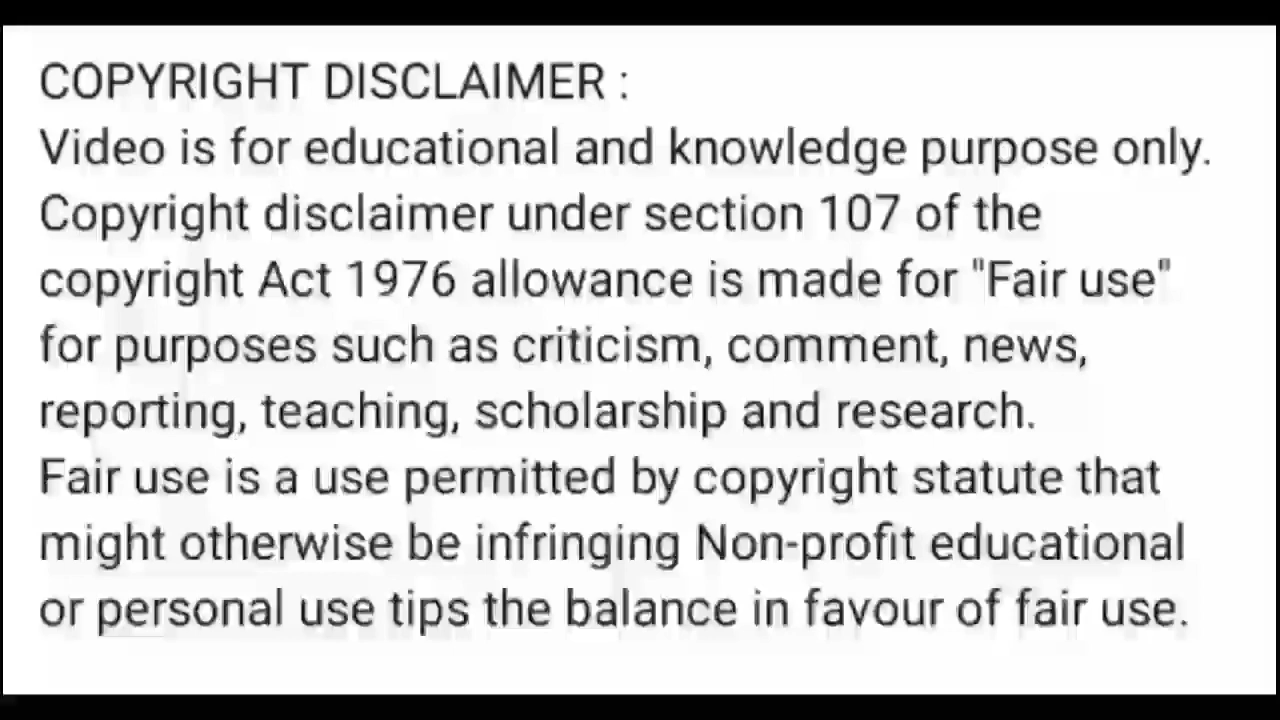 COPYRIGHT DISCLAIMER :
Video is for educational and knowledge purpose only.
Copyright disclaimer under section 107 of the
copyright Act 1976 allowance is made for "Fair use"
for purposes such as criticism, comment, news,
reporting, teaching, scholarship and research.
Fair use is a use permitted by copyright statute that
might otherwise be infringing Non-profit educational
or personal use tips the balance in favour of fair use.